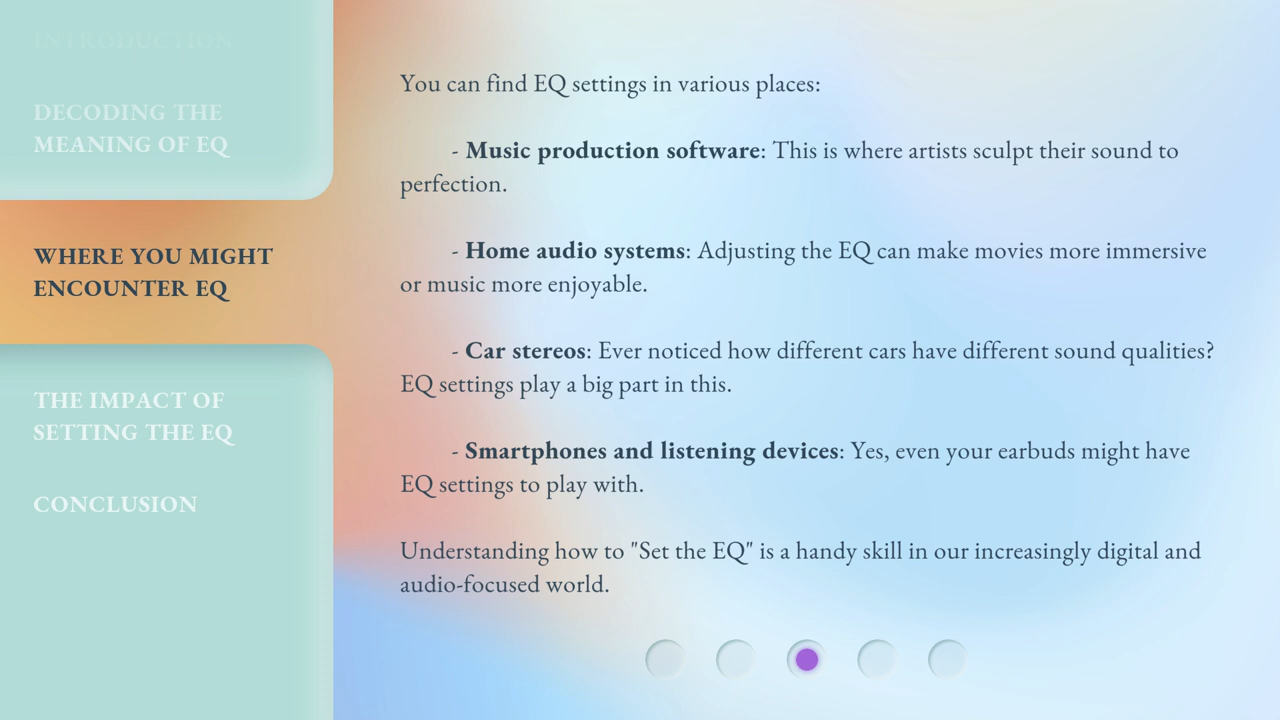 INTRODUCTION
DECODING THE
MEANING OF EQ
WHERE YOU MIGHT
ENCOUNTER EQ
THE IMPACT OF
SETTING THE EQ
CONCLUSION
You can find EQ settings in various places:
- Music production software: This is where artists sculpt their sound to
perfection.
- Home audio systems: Adjusting the EQ can make movies more immersive
or music more enjoyable.
- Car stereos: Ever noticed how different cars have different sound qualities?
EQ settings play a big part in this.
- Smartphones and listening devices: Yes, even your earbuds might have
EQ settings to play with.
Understanding how to "Set the EQ" is a handy skill in our increasingly digital and
audio-focused world.